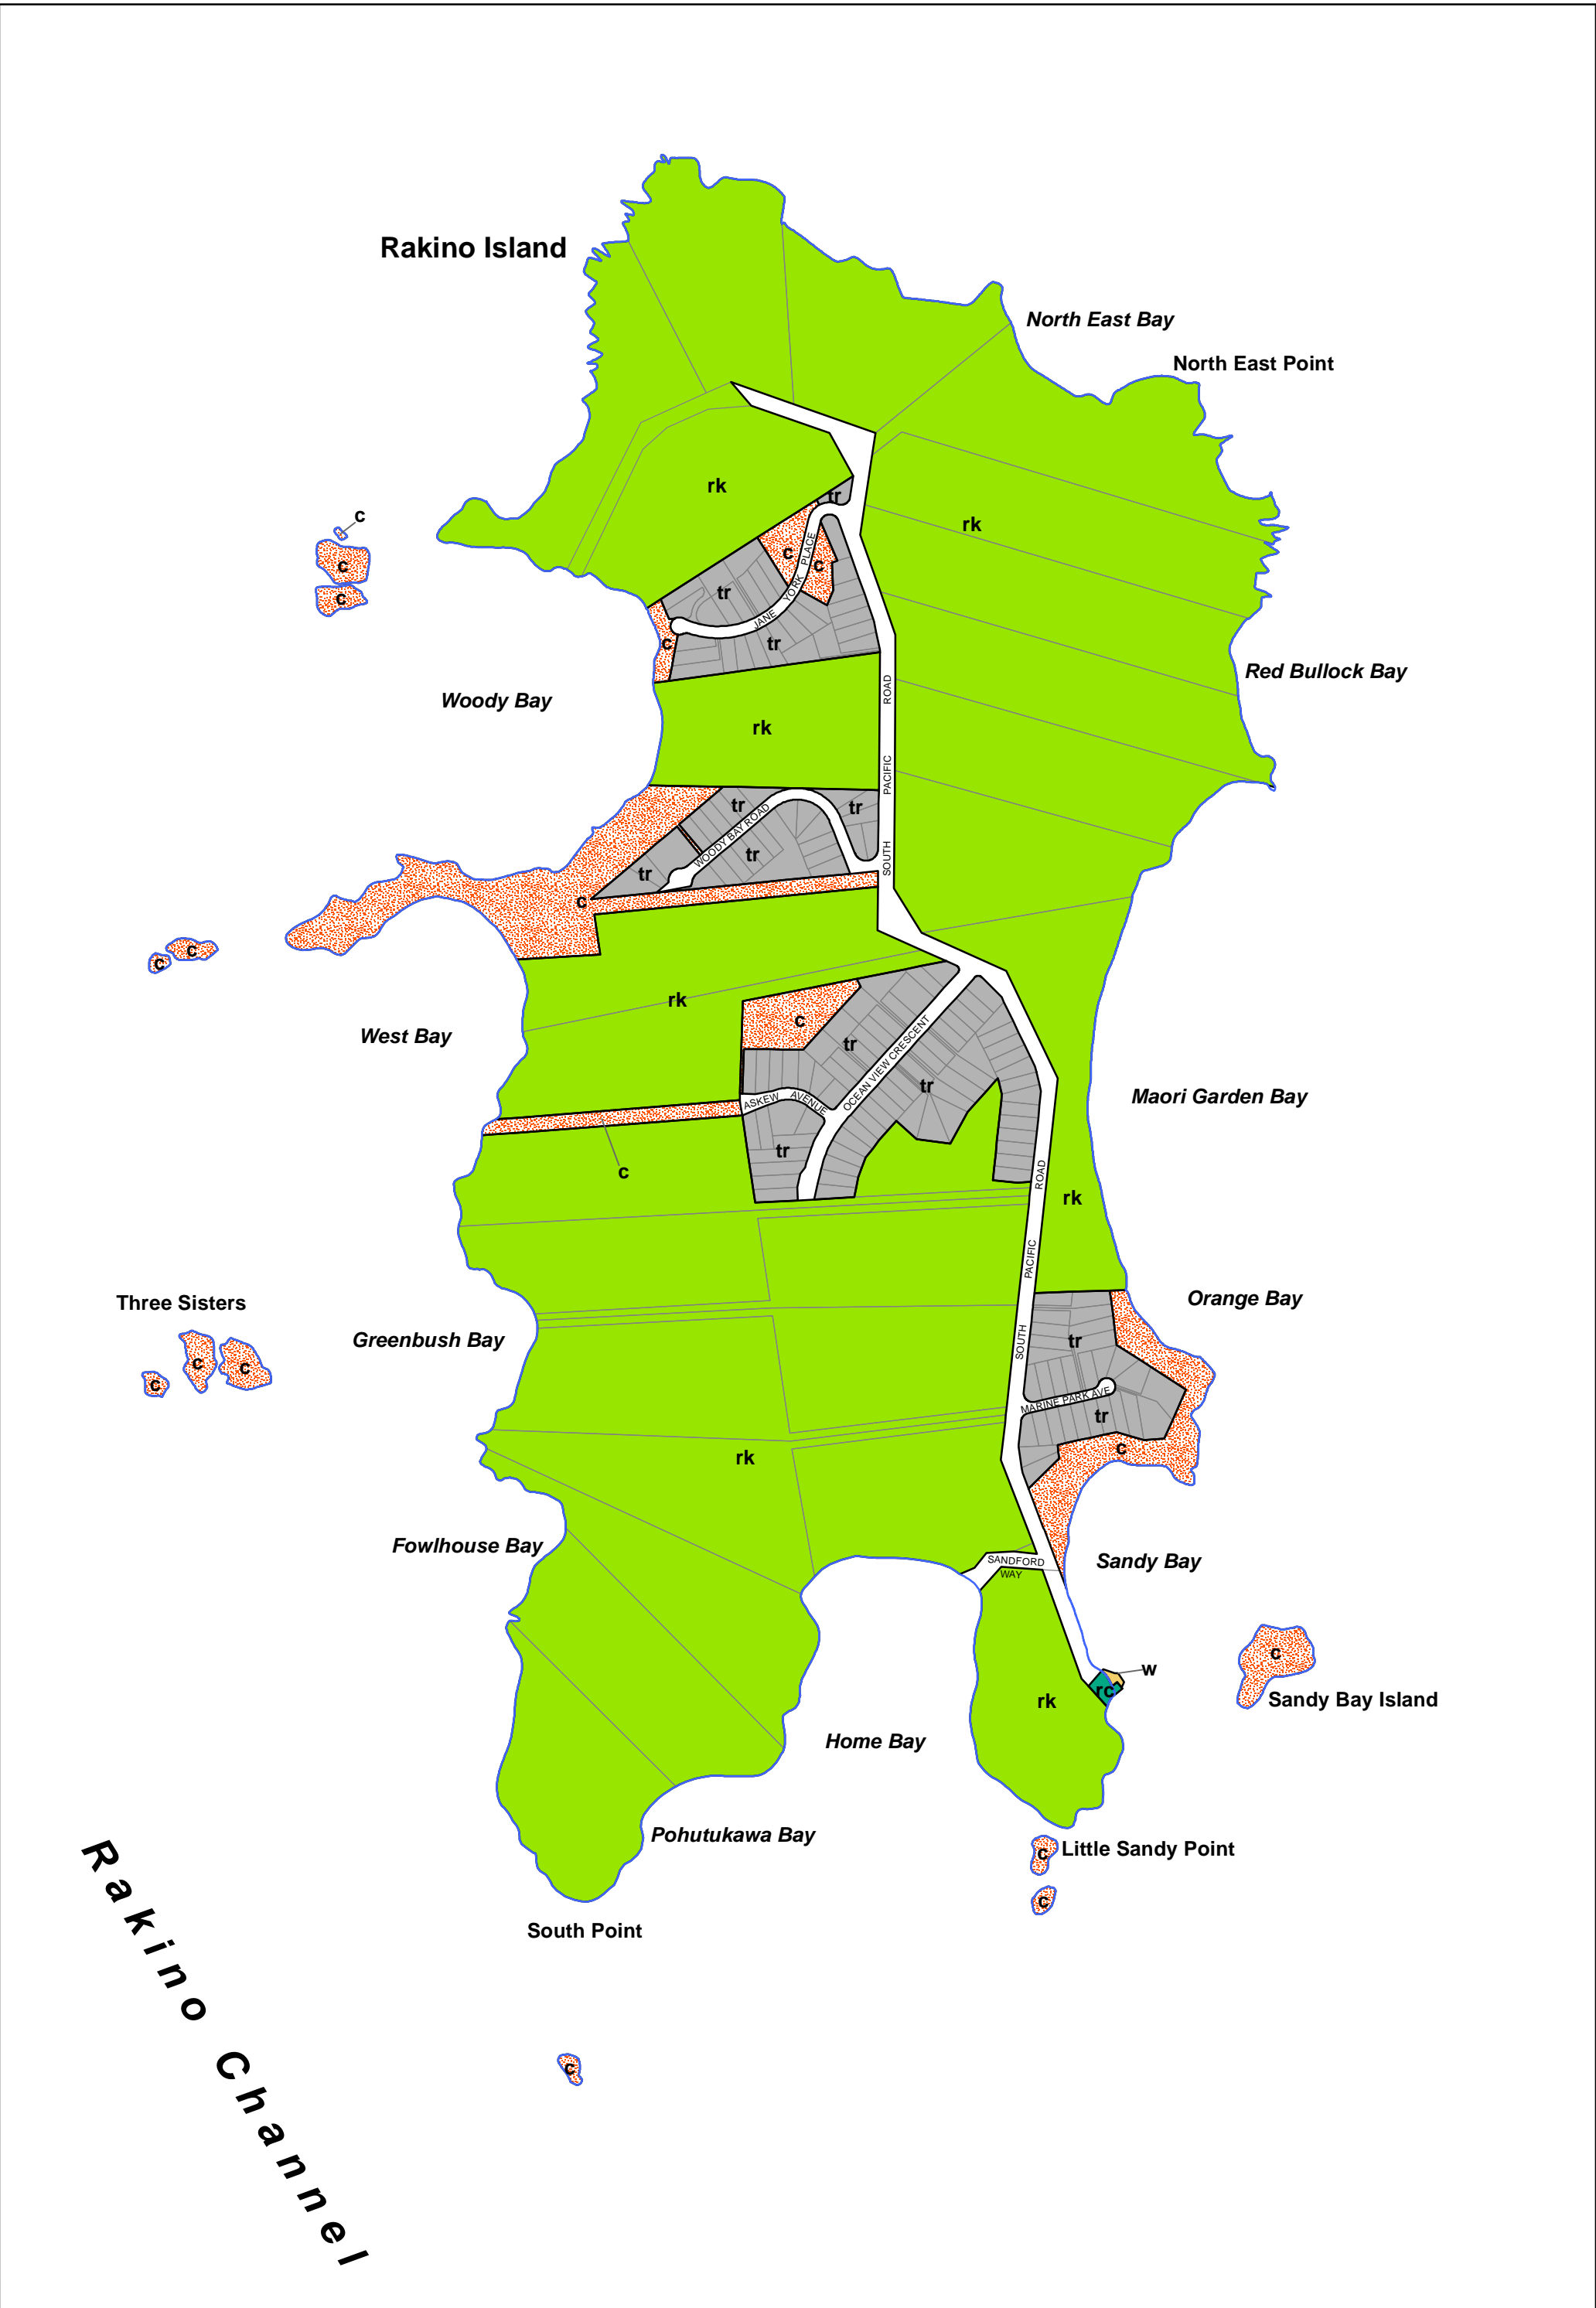 Rakino Island
North East Bay
North East Point
rk
tr
c
rk
c
c
PLACE
c
c
tr
YORK
c
JANE
tr
c
Red Bullock Bay
Woody Bay
ROAD
rk
PACIFIC
tr
tr
WOODY BAY ROAD
tr
SOUTH
tr
c
c
c
rk
c
West Bay
tr
OCEAN VIEW CRESCENT
tr
Maori Garden Bay
ASKEW
AVENUE
tr
c
ROAD
rk
PACIFIC
Orange Bay
Three Sisters
Greenbush Bay
SOUTH
tr
c
c
c
MARINE PARK AVE
tr
c
rk
Fowlhouse Bay
SANDFORD
WAY
Sandy Bay
c
w
rc
rk
Sandy Bay Island
Home Bay
Pohutukawa Bay
c
Little Sandy Point
c
South Point
c
Rakino Channel